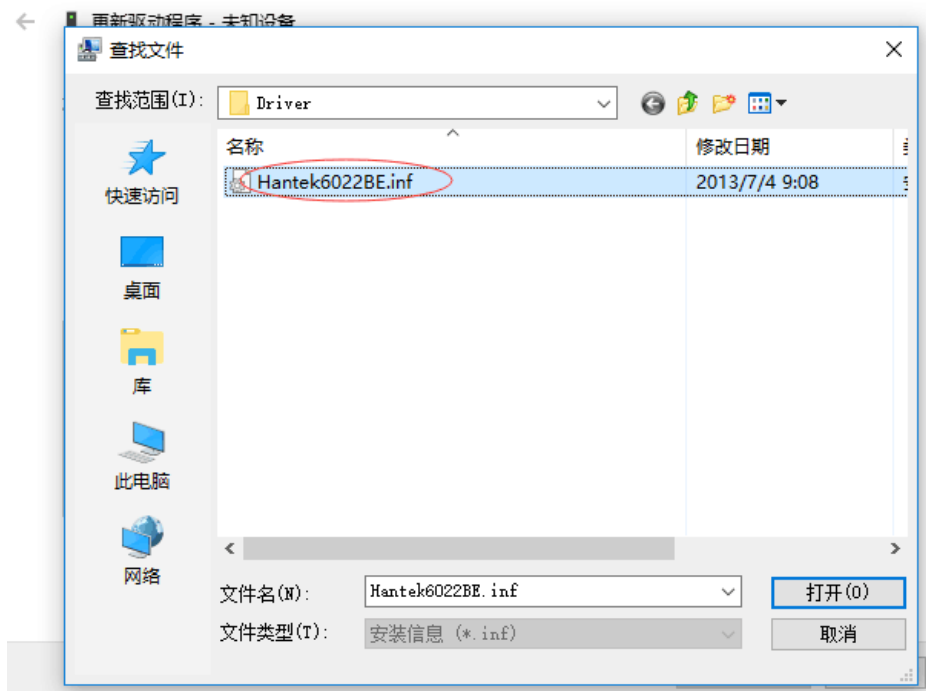 更新驱动程序 - 未知设备
查找文件
查找范围(I):
Driver
名称
修改日期
Hantek6022BE.inf
2013/7/4 9:08
快速访问
桌面
库
此电脑
网络
文件名(N):
Hantek6022BE.inf
打开(O)
文件类型(T):
安装信息 (*.inf)
取消